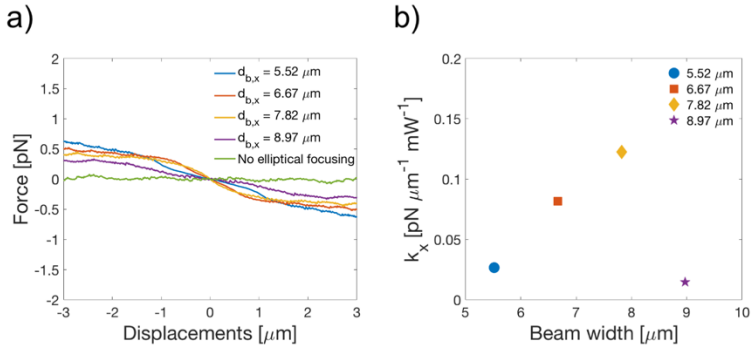 a)
b)
2
1.5
1
0.5
0
-0.5
-1
-1.5
-2
Force [pN]
-3 -2 -1 0 1 2 3
Displacements [μm]
d_b,x = 5.52 μm
d_b,x = 6.67 μm
d_b,x = 7.82 μm
d_b,x = 8.97 μm
No elliptical focusing
0.2
0.15
0.1
0.05
0
k_x [pN μm⁻¹ mW⁻¹]
5 6 7 8 9 10
Beam width [μm]
5.52 μm
6.67 μm
7.82 μm
8.97 μm